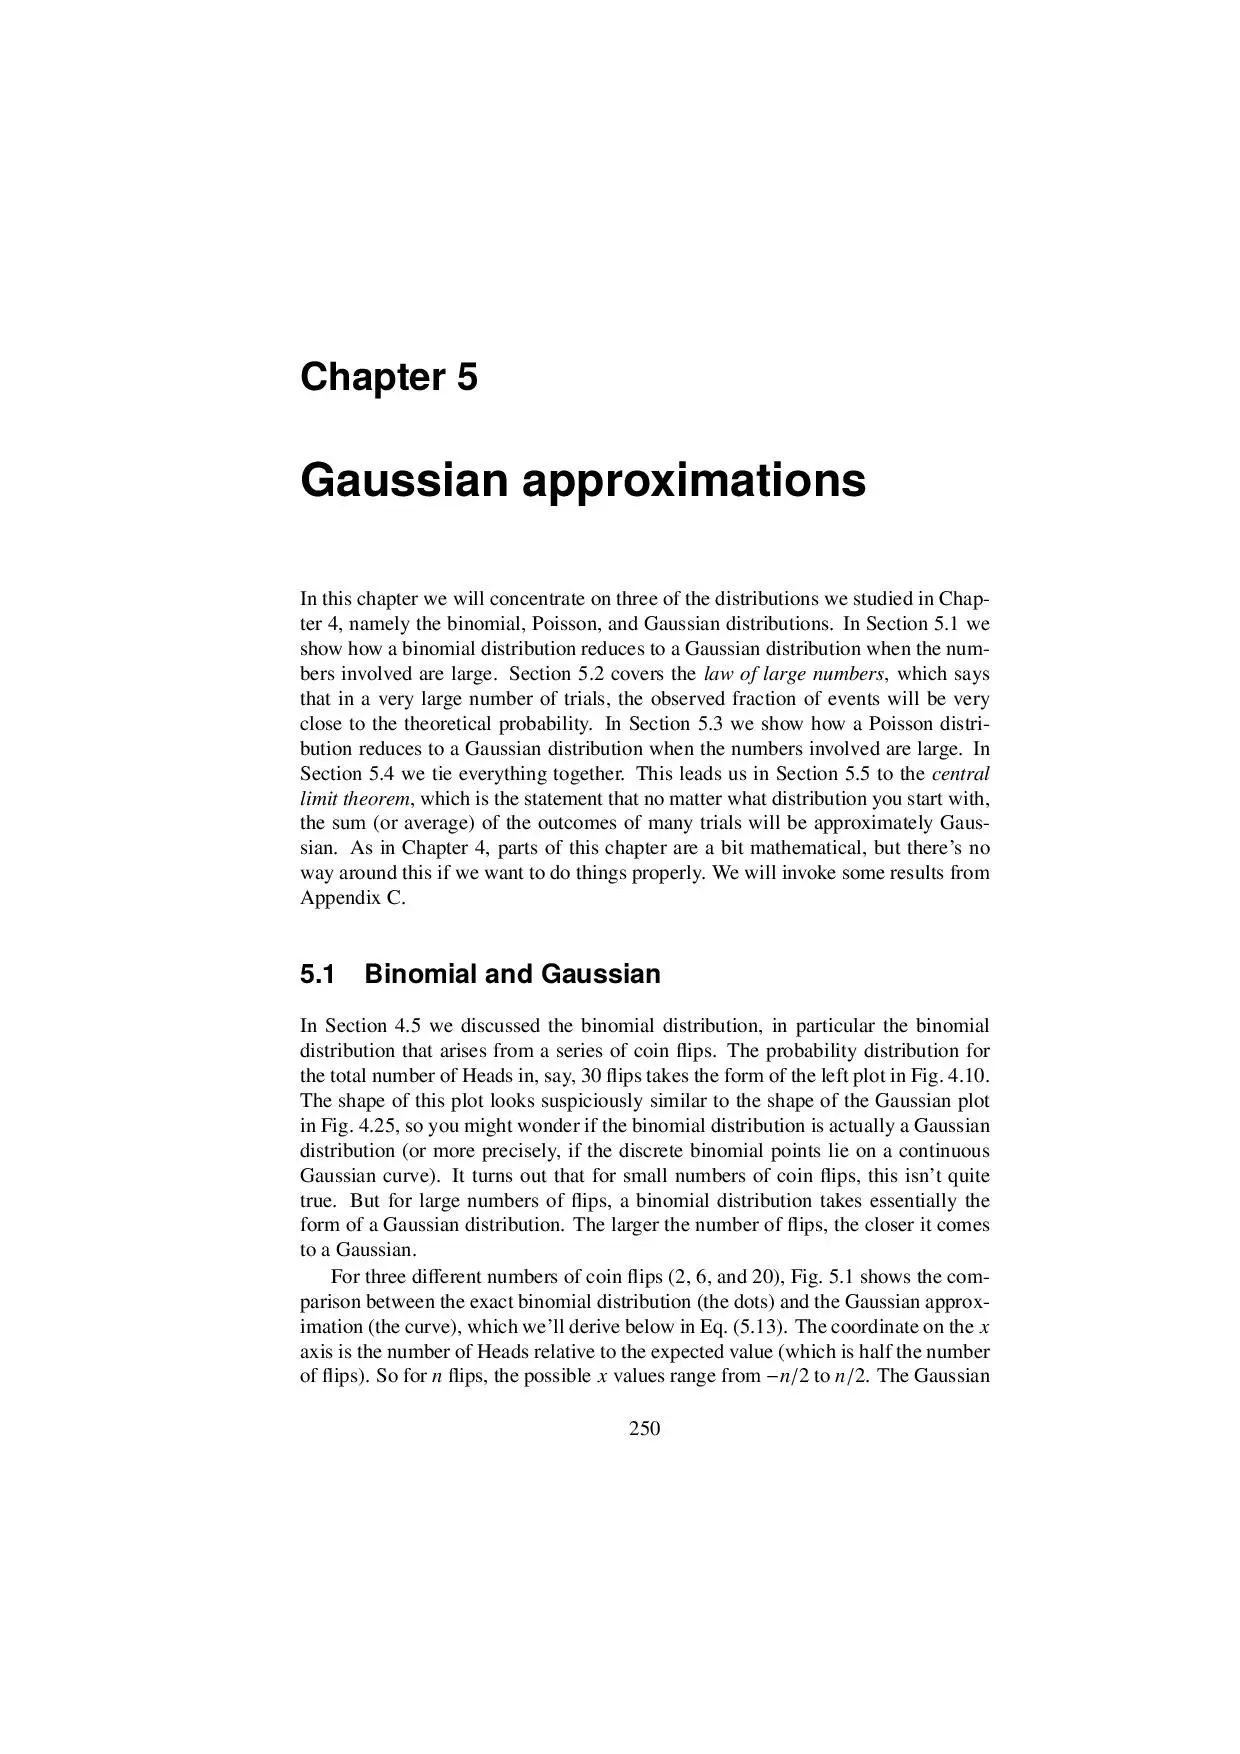 Chapter 5
Gaussian approximations
In this chapter we will concentrate on three of the distributions we studied in Chap-
ter 4, namely the binomial, Poisson, and Gaussian distributions. In Section 5.1 we
show how a binomial distribution reduces to a Gaussian distribution when the num-
bers involved are large. Section 5.2 covers the law of large numbers, which says
that in a very large number of trials, the observed fraction of events will be very
close to the theoretical probability. In Section 5.3 we show how a Poisson distri-
bution reduces to a Gaussian distribution when the numbers involved are large. In
Section 5.4 we tie everything together. This leads us in Section 5.5 to the central
limit theorem, which is the statement that no matter what distribution you start with,
the sum (or average) of the outcomes of many trials will be approximately Gaus-
sian. As in Chapter 4, parts of this chapter are a bit mathematical, but there's no
way around this if we want to do things properly. We will invoke some results from
Appendix C.
5.1 Binomial and Gaussian
In Section 4.5 we discussed the binomial distribution, in particular the binomial
distribution that arises from a series of coin flips. The probability distribution for
the total number of Heads in, say, 30 flips takes the form of the left plot in Fig. 4.10.
The shape of this plot looks suspiciously similar to the shape of the Gaussian plot
in Fig. 4.25, so you might wonder if the binomial distribution is actually a Gaussian
distribution (or more precisely, if the discrete binomial points lie on a continuous
Gaussian curve). It turns out that for small numbers of coin flips, this isn't quite
true. But for large numbers of flips, a binomial distribution takes essentially the
form of a Gaussian distribution. The larger the number of flips, the closer it comes
to a Gaussian.
For three different numbers of coin flips (2, 6, and 20), Fig. 5.1 shows the com-
parison between the exact binomial distribution (the dots) and the Gaussian approx-
imation (the curve), which we'll derive below in Eq. (5.13). The coordinate on the x
axis is the number of Heads relative to the expected value (which is half the number
of flips). So for n flips, the possible x values range from −n/2 to n/2. The Gaussian
250